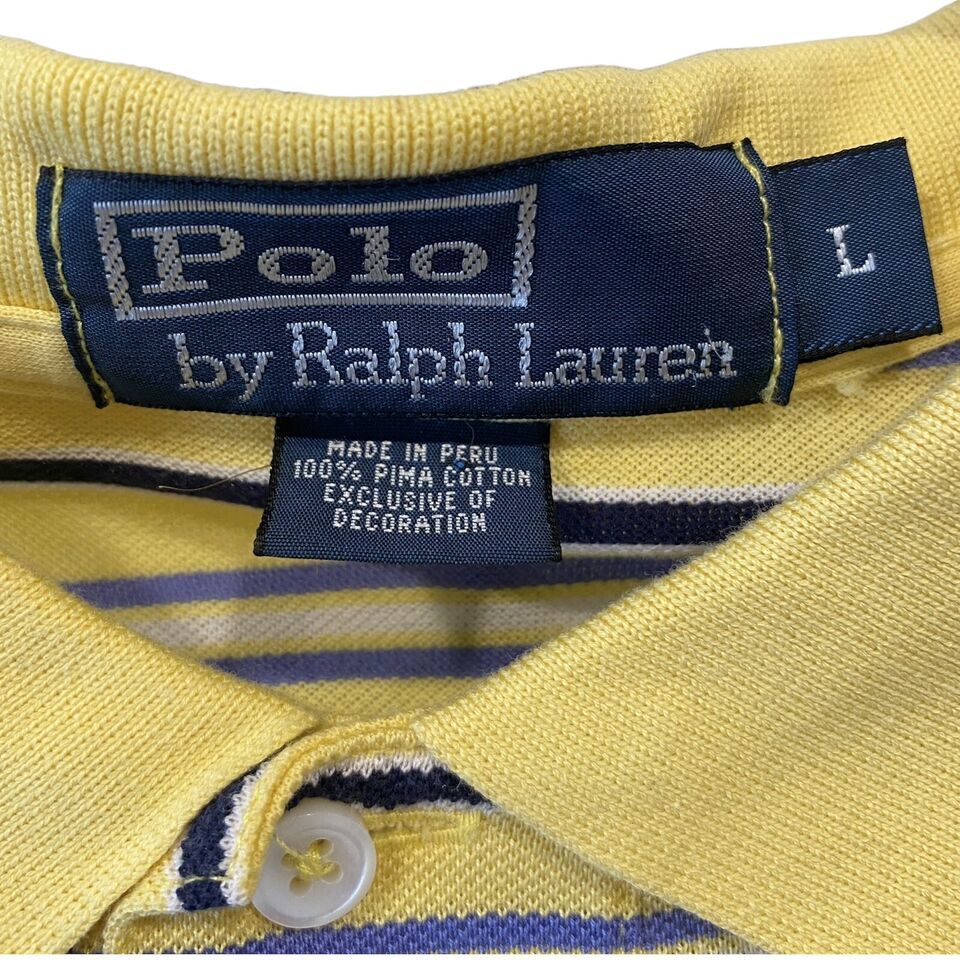 Polo
by Ralph Lauren
L
MADE IN PERU
100% PIMA COTTON
EXCLUSIVE OF
DECORATION